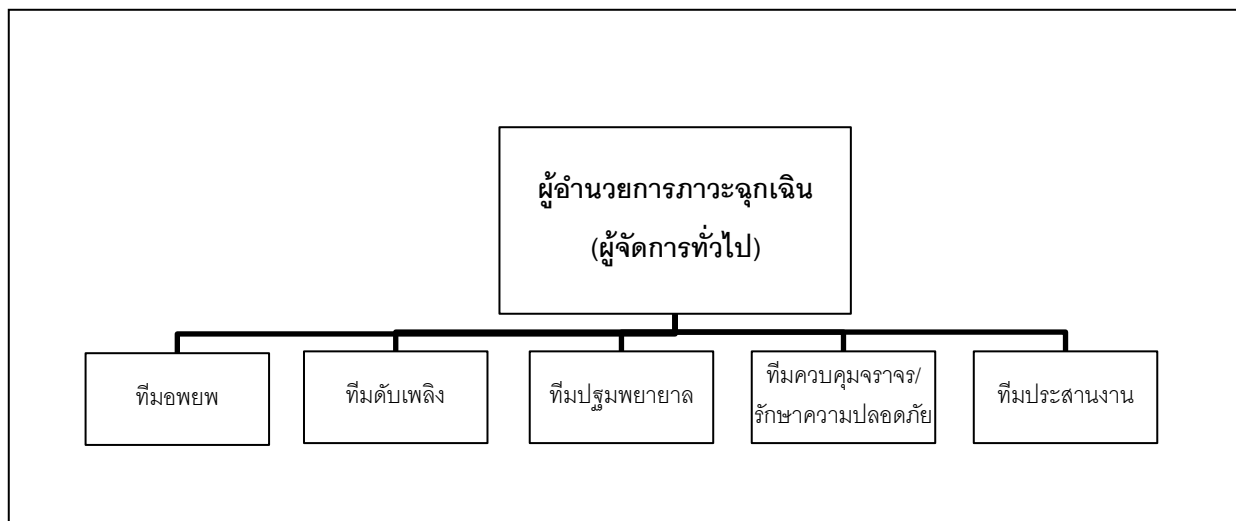 ผู้อำนวยการภาวะฉุกเฉิน
(ผู้จัดการทั่วไป)
ทีมอพยพ
ทีมดับเพลิง
ทีมปฐมพยายาล
ทีมควบคุมจราจร/
รักษาความปลอดภัย
ทีมประสานงาน